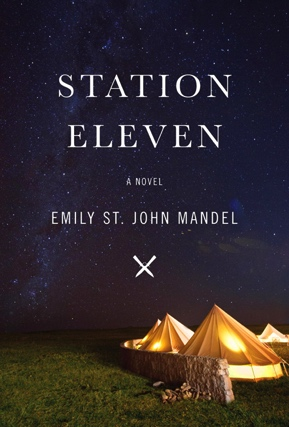 STATION
ELEVEN
A NOVEL
EMILY ST. JOHN MANDEL